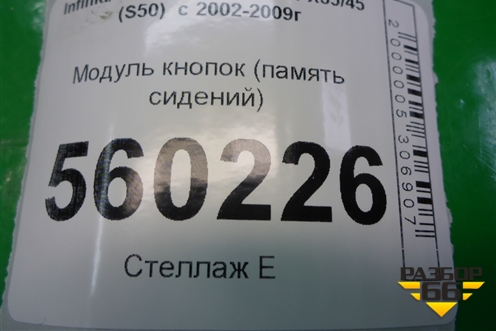 (S50) с 2002-2009г
Модуль кнопок (память
сидений)
560226
Стеллаж Е
2000005306907
РАЗБОР
66